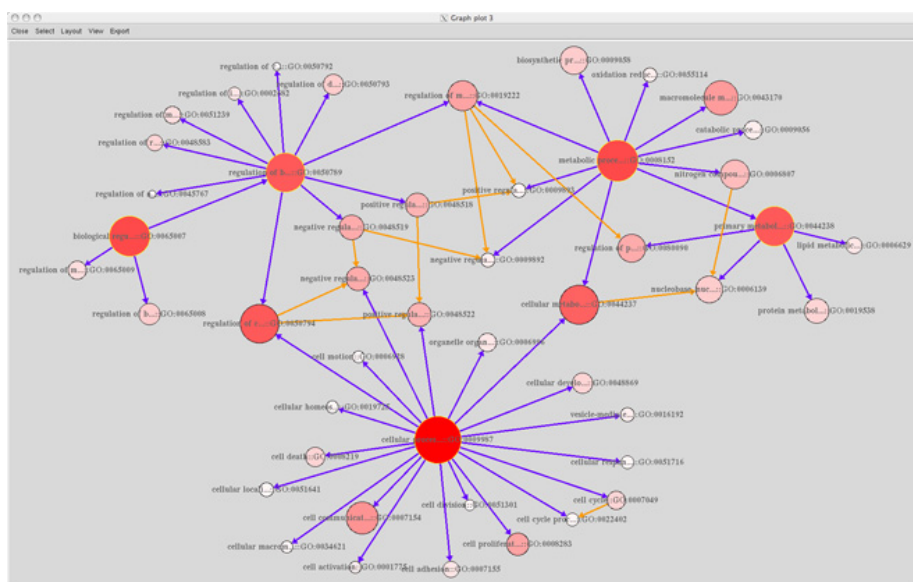 Graph plot 3
Close Select Layout View Export
regulation of
GO:0050792
biosynthetic pr...::GO:0009058
oxidation reduc...::GO:0055114
regulation of d...::GO:0050793
regulation of m...::GO:0019222
macromolecule m...::GO:0043170
regulation of m...::GO:0051239
catabolic proce...::GO:0009056
regulation of r...::GO:0048583
metabolic proce...::GO:0008152
regulation of b...::GO:0050789
nitrogen compou...::GO:0006807
regulation of a...::GO:0045767
positive regula...::GO:0009893
positive regula...::GO:0048518
negative regula...::GO:0048519
biological regu...::GO:0065007
primary metabol...::GO:0044238
regulation of p...::GO:0080090
lipid metabolic...::GO:0006629
negative regula...::GO:0009892
regulation of m...::GO:0065009
negative regula...::GO:0048523
nucleobase, nuc...::GO:0006139
cellular metabo...::GO:0044237
regulation of b...::GO:0065008
protein metabol...::GO:0019538
regulation of c...::GO:0050794
positive regula...::GO:0048522
organelle organ...::GO:0006996
cell motion::GO:0006928
cellular develo...::GO:0048869
cellular homeo...::GO:0019725
vesicle-mediate...::GO:0016192
cellular proces...::GO:0009987
cell death::GO:0008219
cellular respon...::GO:0051716
cellular locali...::GO:0051641
cell cycle::GO:0007049
cell division::GO:0051301
cell communicat...::GO:0007154
cell cycle proc...::GO:0022402
cellular macrom...::GO:0034621
cell proliferat...::GO:0008283
cell activation::GO:0001775
cell adhesion::GO:0007155